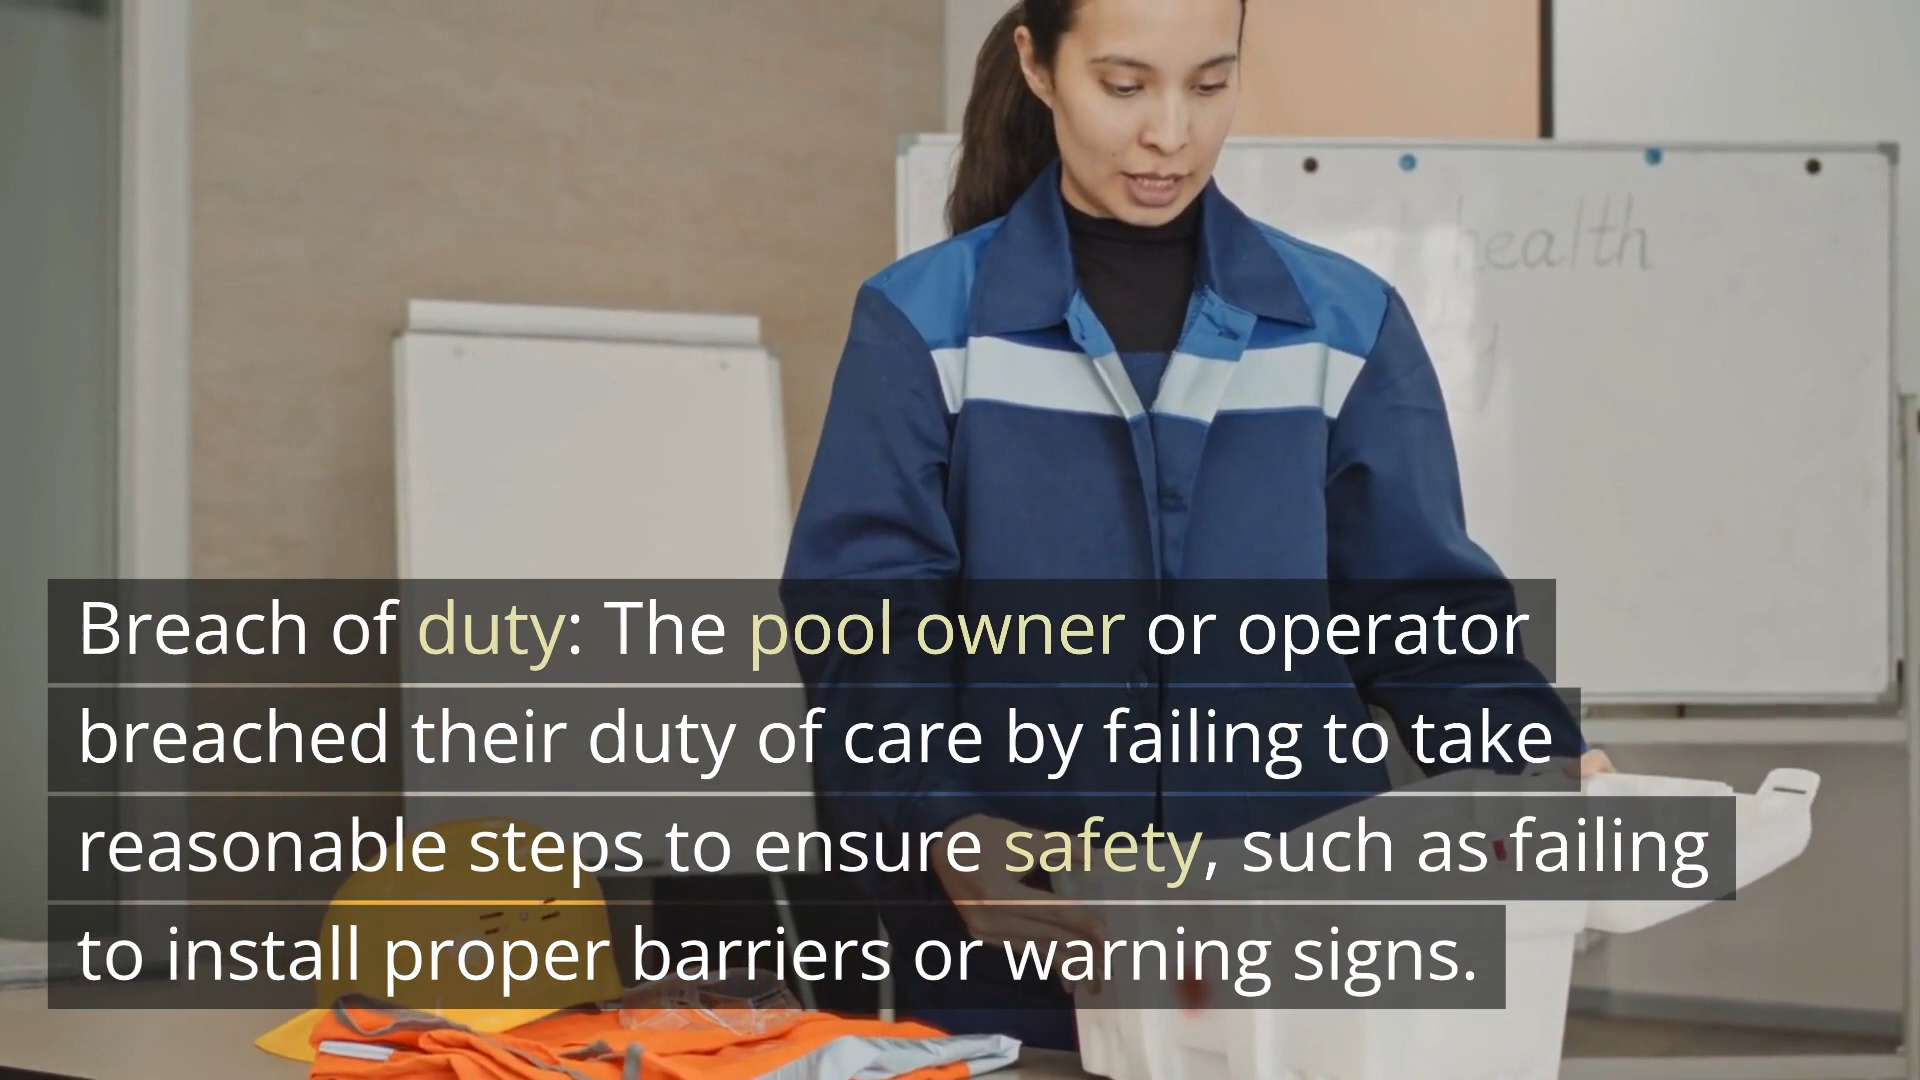 health
Breach of duty: The pool owner or operator
breached their duty of care by failing to take
reasonable steps to ensure safety, such as failing
to install proper barriers or warning signs.